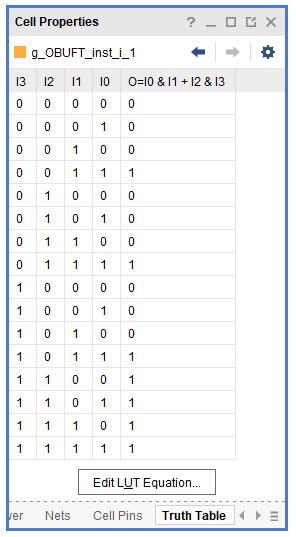 Cell Properties ?
g_OBUFT_inst_i_1
I3 I2 I1 I0 O=I0 & I1 + I2 & I3
0 0 0 0 0
0 0 0 1 0
0 0 1 0 0
0 0 1 1 1
0 1 0 0 0
0 1 0 1 0
0 1 1 0 0
0 1 1 1 1
1 0 0 0 0
1 0 0 1 0
1 0 1 0 0
1 0 1 1 1
1 1 0 0 1
1 1 0 1 1
1 1 1 0 1
1 1 1 1 1
Edit LUT Equation...
ver Nets Cell Pins Truth Table